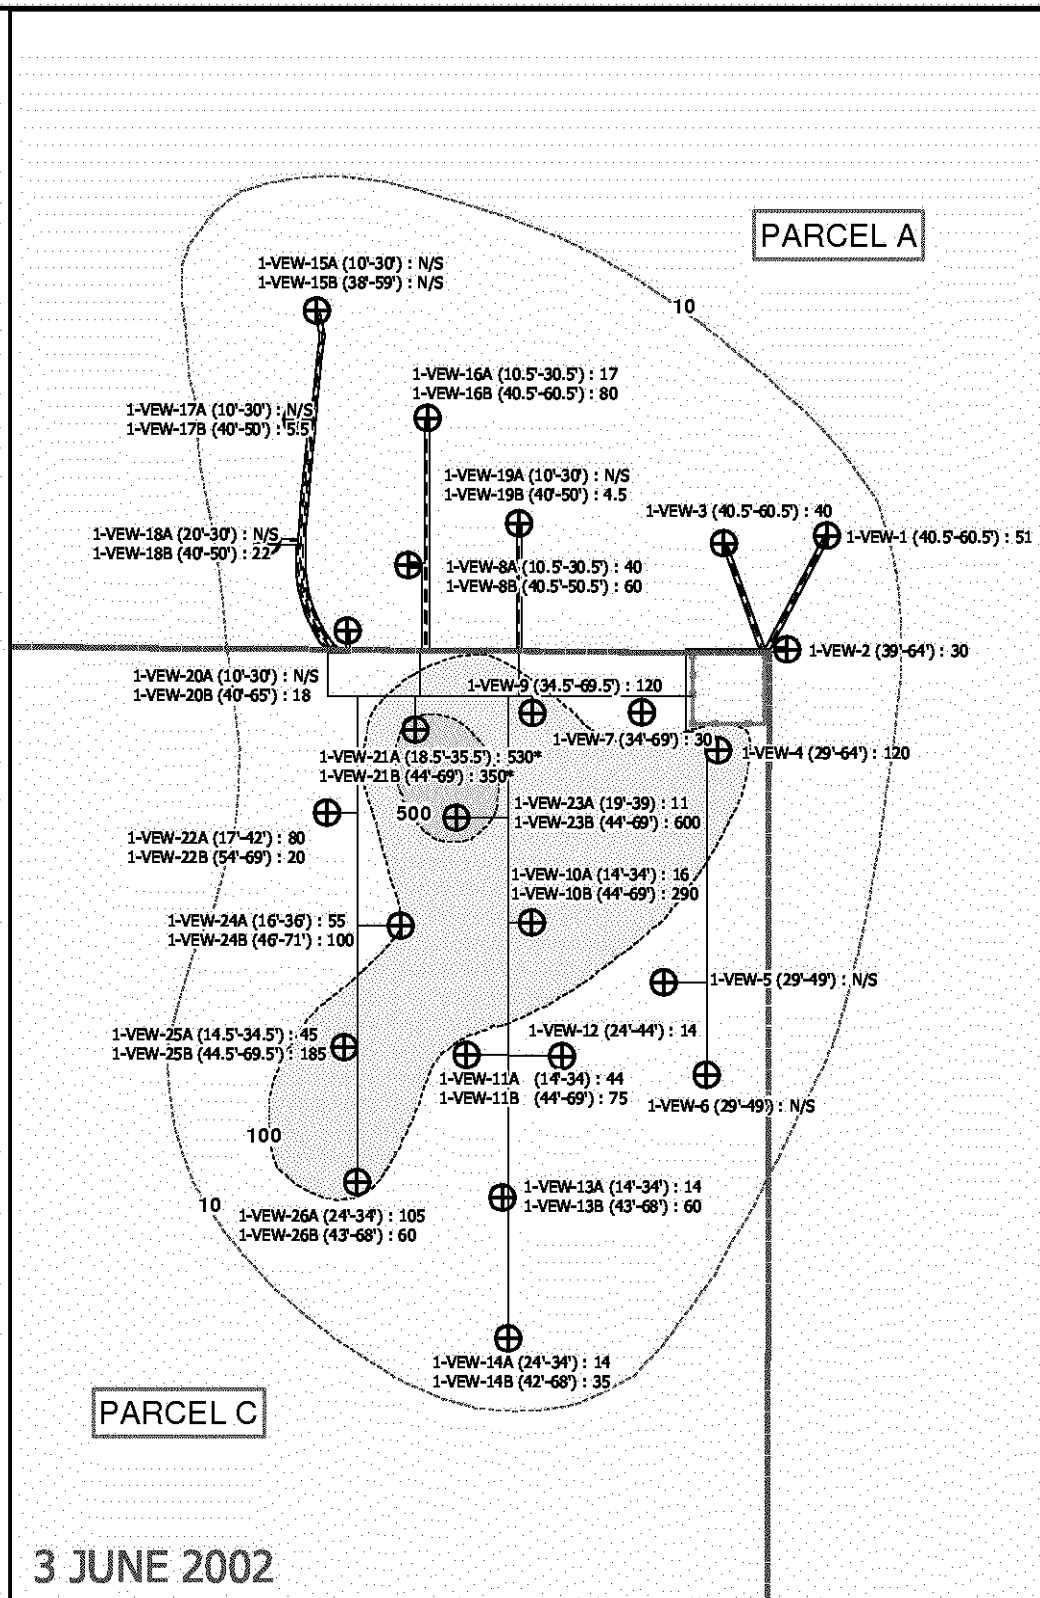 PARCEL A
1-VEW-15A (10'-30') : N/S
1-VEW-15B (38'-59') : N/S
10
1-VEW-16A (10.5'-30.5') : 17
1-VEW-16B (40.5'-60.5') : 80
1-VEW-17A (10'-30') : N/S
1-VEW-17B (40'-50') : 5.5
1-VEW-19A (10'-30') : N/S
1-VEW-19B (40'-50') : 4.5
1-VEW-3 (40.5'-60.5') : 40
1-VEW-1 (40.5'-60.5') : 51
1-VEW-18A (20'-30') : N/S
1-VEW-18B (40'-50') : 22
1-VEW-8A (10.5'-30.5') : 40
1-VEW-8B (40.5'-50.5') : 60
1-VEW-2 (39'-64') : 30
1-VEW-20A (10'-30') : N/S
1-VEW-20B (40'-65') : 18
1-VEW-9 (34.5'-69.5') : 120
1-VEW-7 (34'-69') : 30
1-VEW-4 (29'-64') : 120
1-VEW-21A (18.5'-35.5') : 530*
1-VEW-21B (44'-69') : 350*
500
1-VEW-23A (19'-39) : 11
1-VEW-23B (44'-69') : 600
1-VEW-22A (17'-42') : 80
1-VEW-22B (54'-69') : 20
1-VEW-10A (14'-34') : 16
1-VEW-10B (44'-69') : 290
1-VEW-24A (16'-36') : 55
1-VEW-24B (46'-71') : 100
1-VEW-5 (29'-49') : N/S
1-VEW-12 (24'-44') : 14
1-VEW-25A (14.5'-34.5') : 45
1-VEW-25B (44.5'-69.5') : 185
1-VEW-11A (14'-34) : 44
1-VEW-11B (44'-69') : 75
1-VEW-6 (29'-49') : N/S
100
10
1-VEW-13A (14'-34') : 14
1-VEW-13B (43'-68') : 60
1-VEW-26A (24'-34') : 105
1-VEW-26B (43'-68') : 60
1-VEW-14A (24'-34') : 14
1-VEW-14B (42'-68') : 35
PARCEL C
3 JUNE 2002